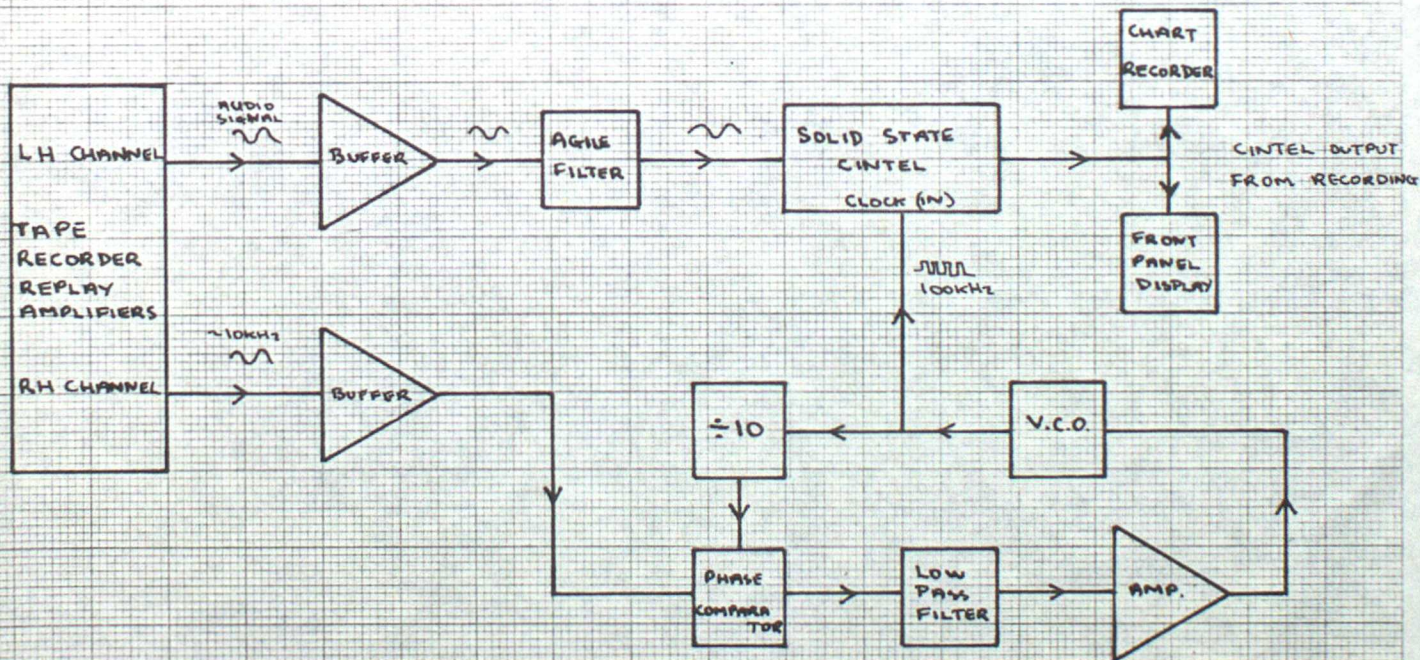 CHART
RECORDER
AUDIO
SIGNAL
LH CHANNEL
BUFFER
AGILE
FILTER
SOLID STATE
CINTEL
CLOCK (IN)
CINTEL OUTPUT
FROM RECORDING
TAPE
RECORDER
REPLAY
AMPLIFIERS
FRONT
PANEL
DISPLAY
100KHz
~10KHz
RH CHANNEL
BUFFER
÷10
V.C.O.
PHASE
COMPARA
TOR
LOW
PASS
FILTER
AMP.